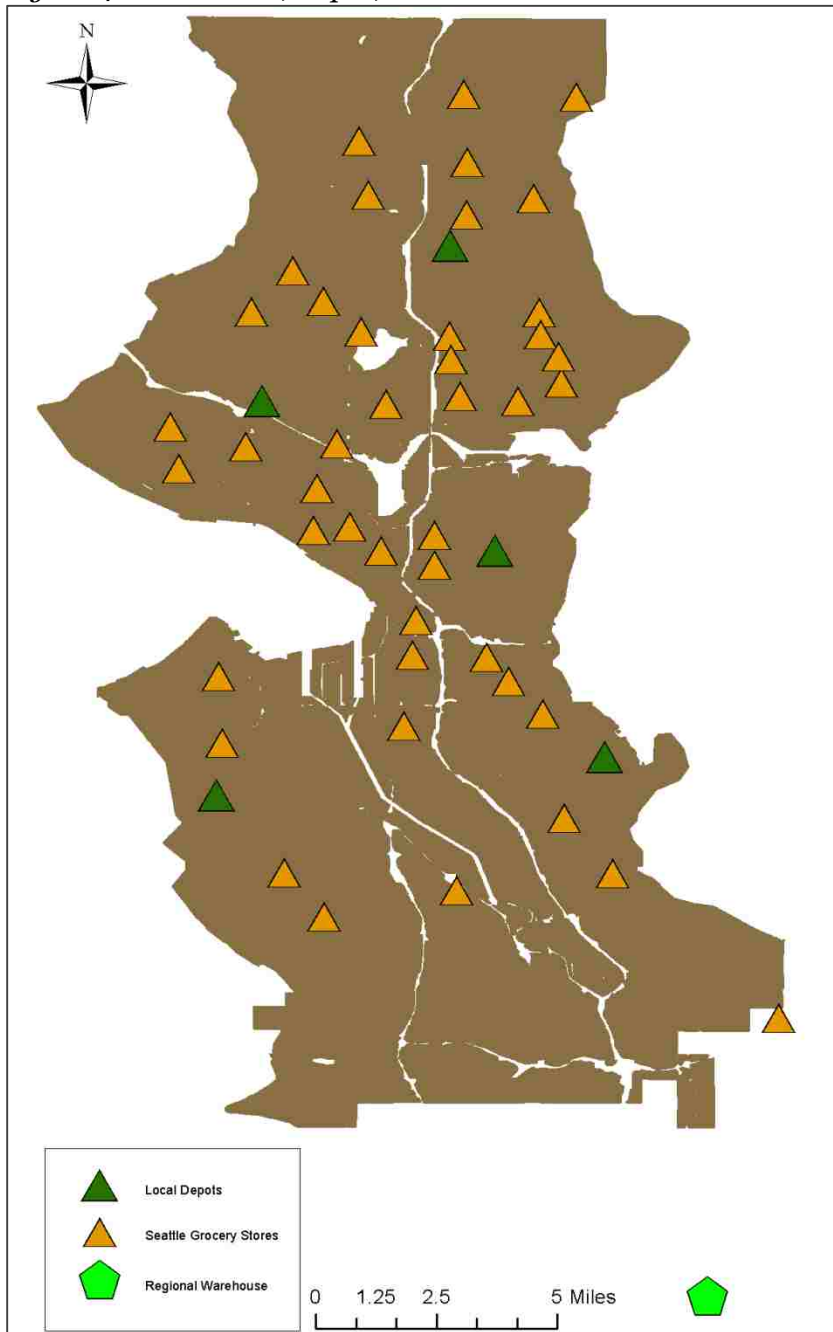 N
Local Depots
Seattle Grocery Stores
Regional Warehouse
0 1.25 2.5 5 Miles